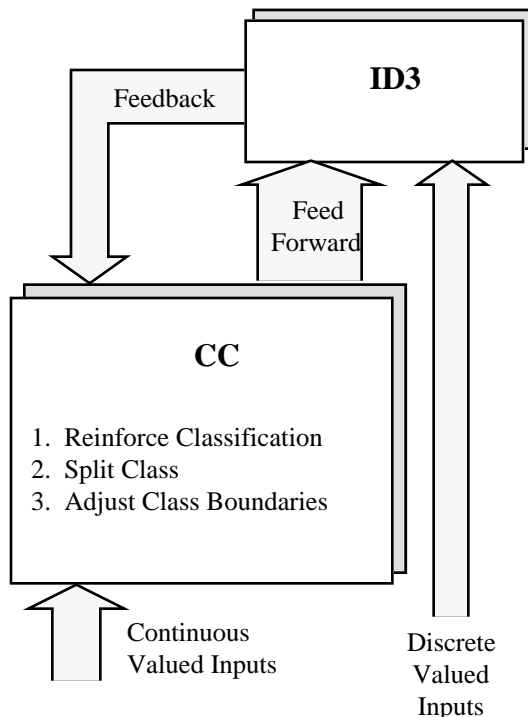 ID3
Feedback
Feed
Forward
CC
1. Reinforce Classification
2. Split Class
3. Adjust Class Boundaries
Continuous
Valued Inputs
Discrete
Valued
Inputs